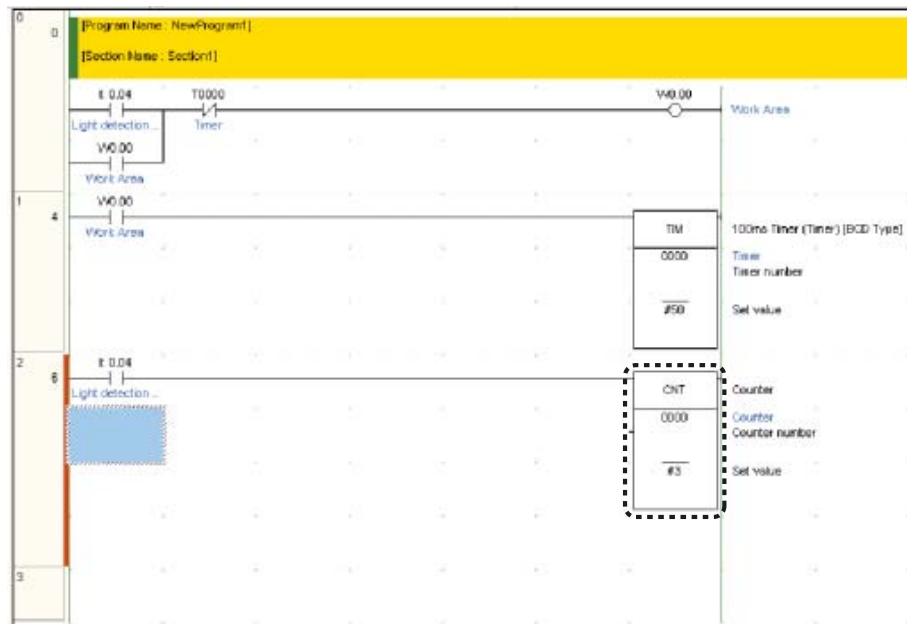 0
0
[Program Name : NewProgram1]
[Section Name : Section1]
I: 0.04
T0000
W0.00
Work Area
Light detection ...
Timer
W0.00
Work Area
1
4
W0.00
Work Area
TIM
100ms Timer (Timer) [BCD Type]
0000
Timer
Timer number
#50
Set value
2
6
I: 0.04
Light detection ...
CNT
Counter
0000
Counter
Counter number
#3
Set value
3